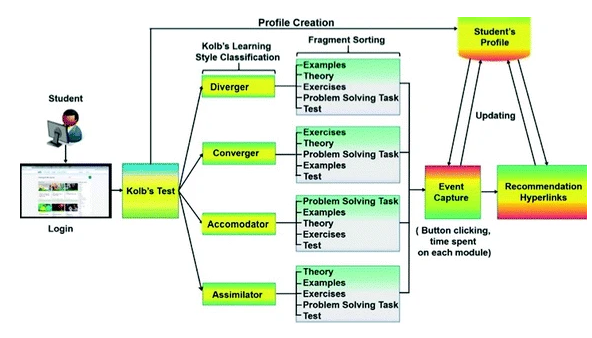 Profile Creation
Student's
Profile
Kolb's Learning
Style Classification
Fragment Sorting
Student
Login
Kolb's Test
Diverger
Examples
Theory
Exercises
Problem Solving Task
Test
Converger
Exercises
Theory
Problem Solving Task
Examples
Test
Accomodator
Problem Solving Task
Examples
Theory
Exercises
Test
Assimilator
Theory
Examples
Exercises
Problem Solving Task
Test
Updating
Event
Capture
( Button clicking,
time spent
on each module)
Recommendation
Hyperlinks